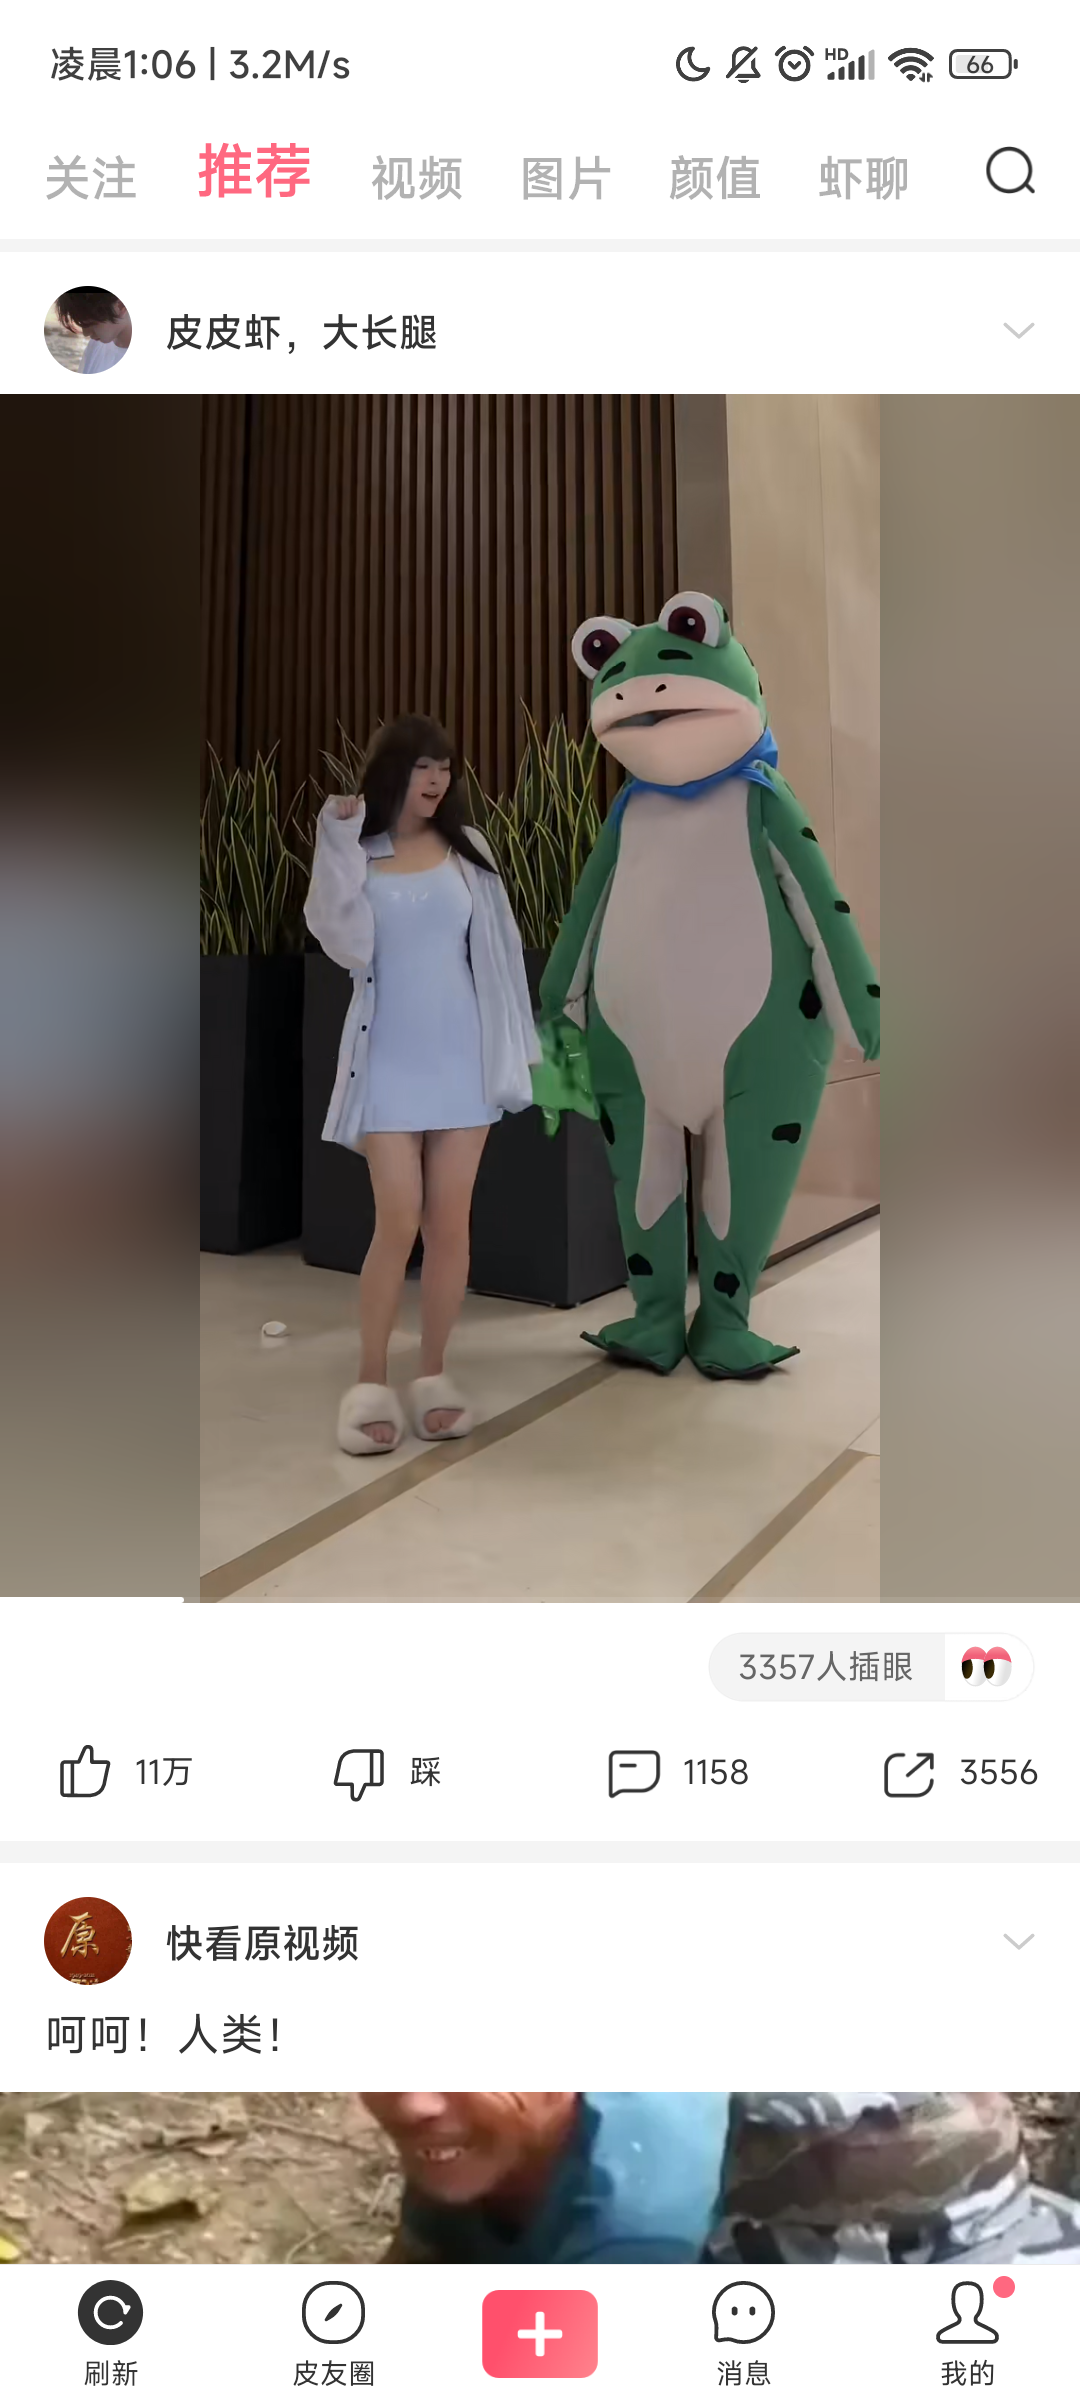 凌晨1:06 | 3.2M/s
HD
66
关注 推荐 视频 图片 颜值 虾聊
皮皮虾，大长腿
3357人插眼
11万 踩 1158 3556
原
快看原视频
呵呵！人类！
刷新 皮友圈 消息 我的